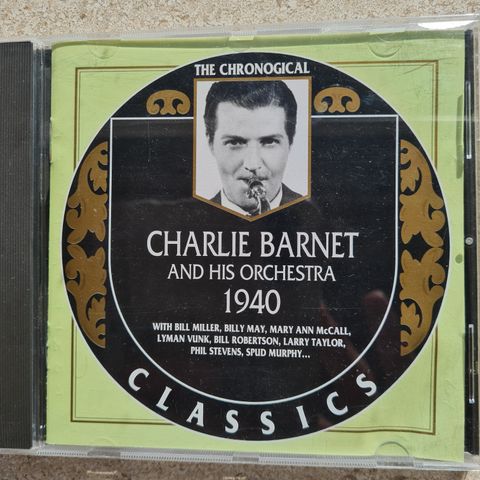 THE CHRONOGICAL
CHARLIE BARNET
AND HIS ORCHESTRA
1940
WITH BILL MILLER, BILLY MAY, MARY ANN McCALL,
LYMAN VUNK, BILL ROBERTSON, LARRY TAYLOR,
PHIL STEVENS, SPUD MURPHY...
CLASSICS